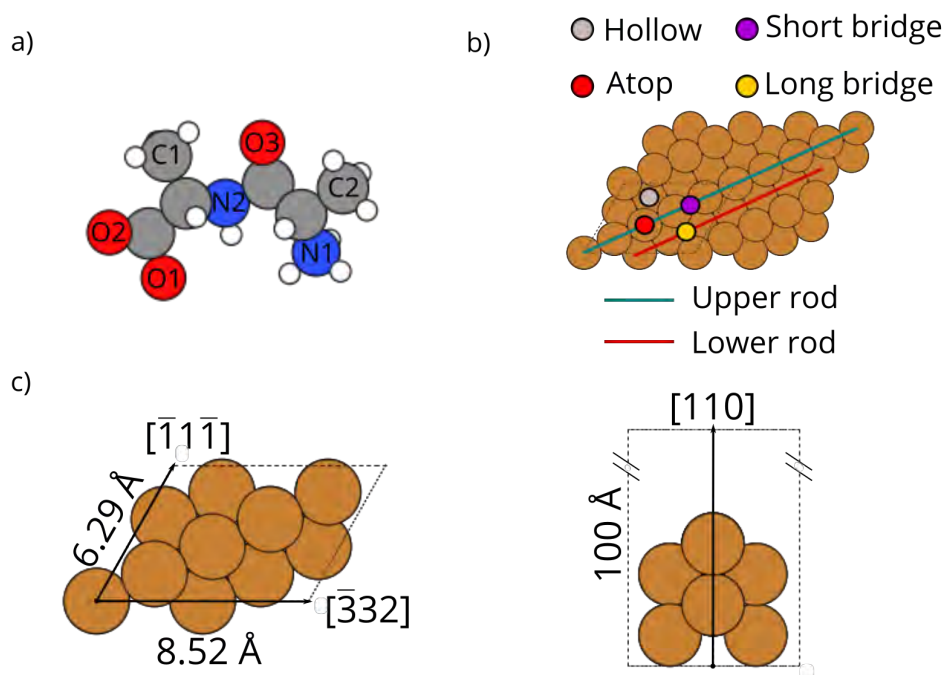 a)
C1
O3
C2
N2
O2
N1
O1
b)
Hollow
Short bridge
Atop
Long bridge
Upper rod
Lower rod
c)
[1̅11̅]
6.29 Å
[3̅32]
8.52 Å
[110]
100 Å